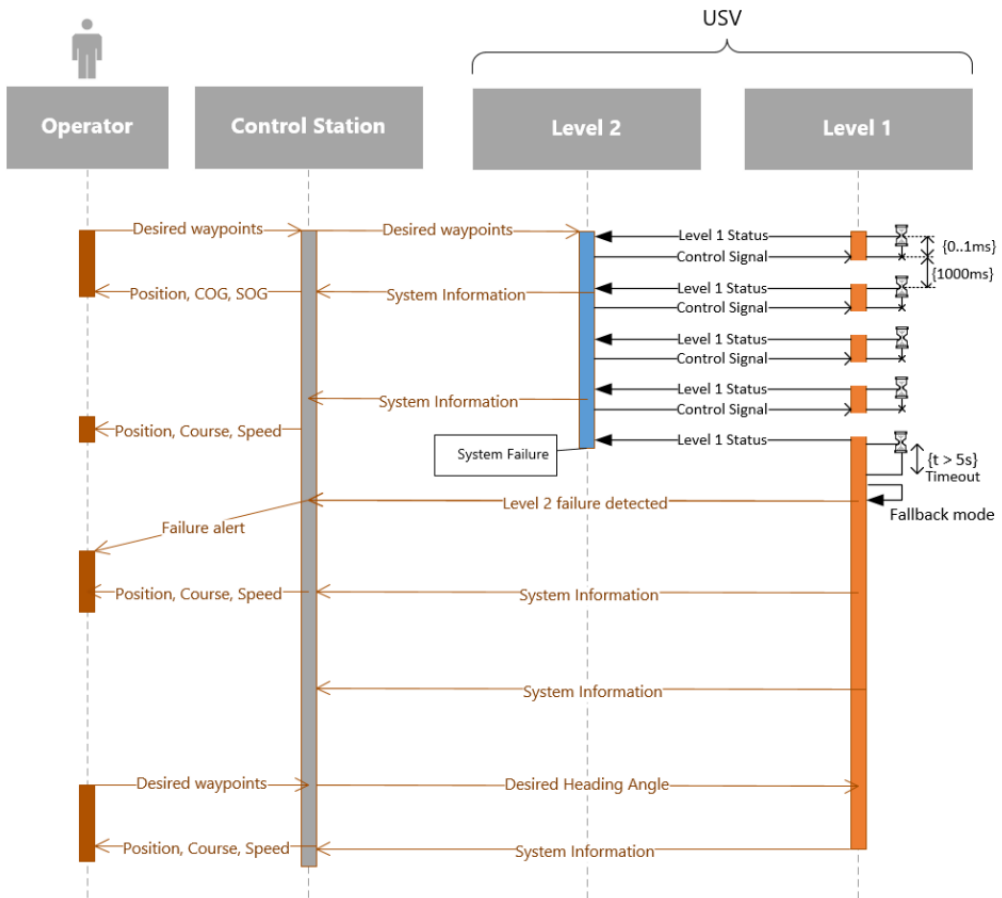 USV
Operator
Control Station
Level 2
Level 1
Desired waypoints
Desired waypoints
Level 1 Status
{0..1ms}
Control Signal
{1000ms}
Position, COG, SOG
System Information
Level 1 Status
Control Signal
Level 1 Status
Control Signal
Level 1 Status
System Information
Control Signal
Position, Course, Speed
Level 1 Status
System Failure
{t > 5s}
Timeout
Level 2 failure detected
Fallback mode
Failure alert
Position, Course, Speed
System Information
System Information
Desired waypoints
Desired Heading Angle
Position, Course, Speed
System Information